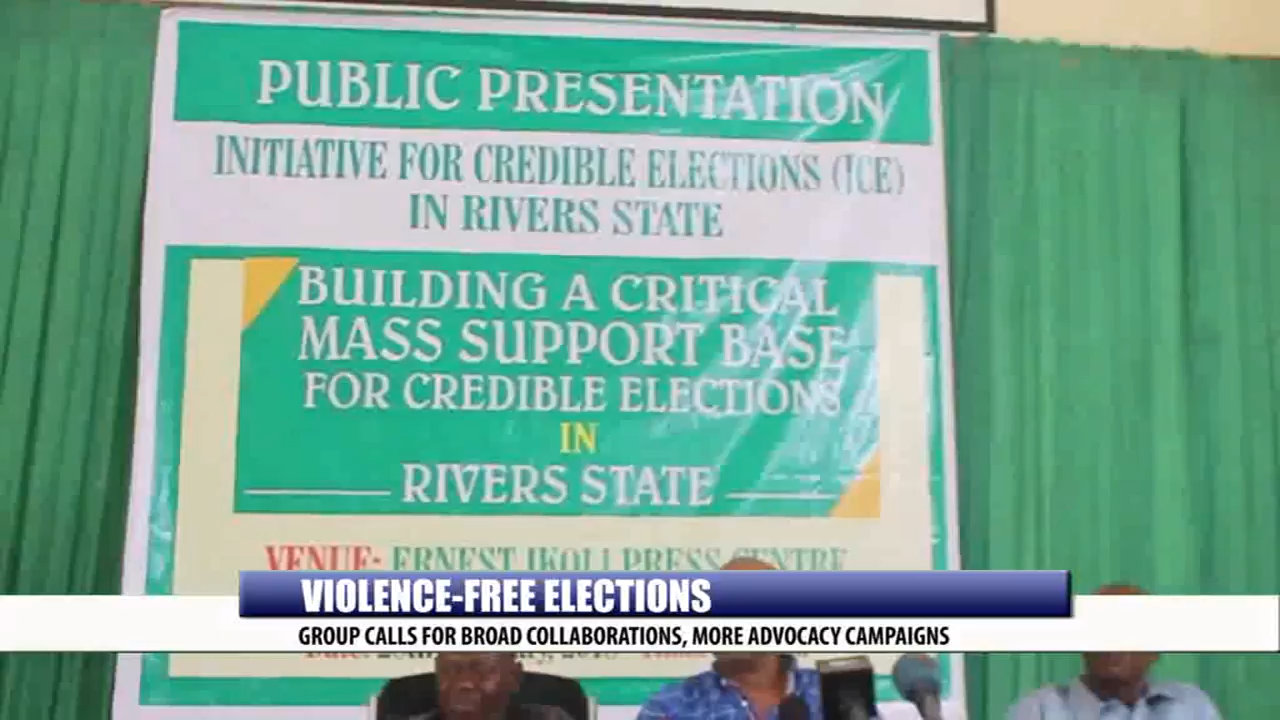 PUBLIC PRESENTATION
INITIATIVE FOR CREDIBLE ELECTIONS (ICE)
IN RIVERS STATE
BUILDING A CRITICAL
MASS SUPPORT BASE
FOR CREDIBLE ELECTIONS
IN
RIVERS STATE
VENUE: ERNEST IKOLI PRESS CENTRE
VIOLENCE-FREE ELECTIONS
GROUP CALLS FOR BROAD COLLABORATIONS, MORE ADVOCACY CAMPAIGNS